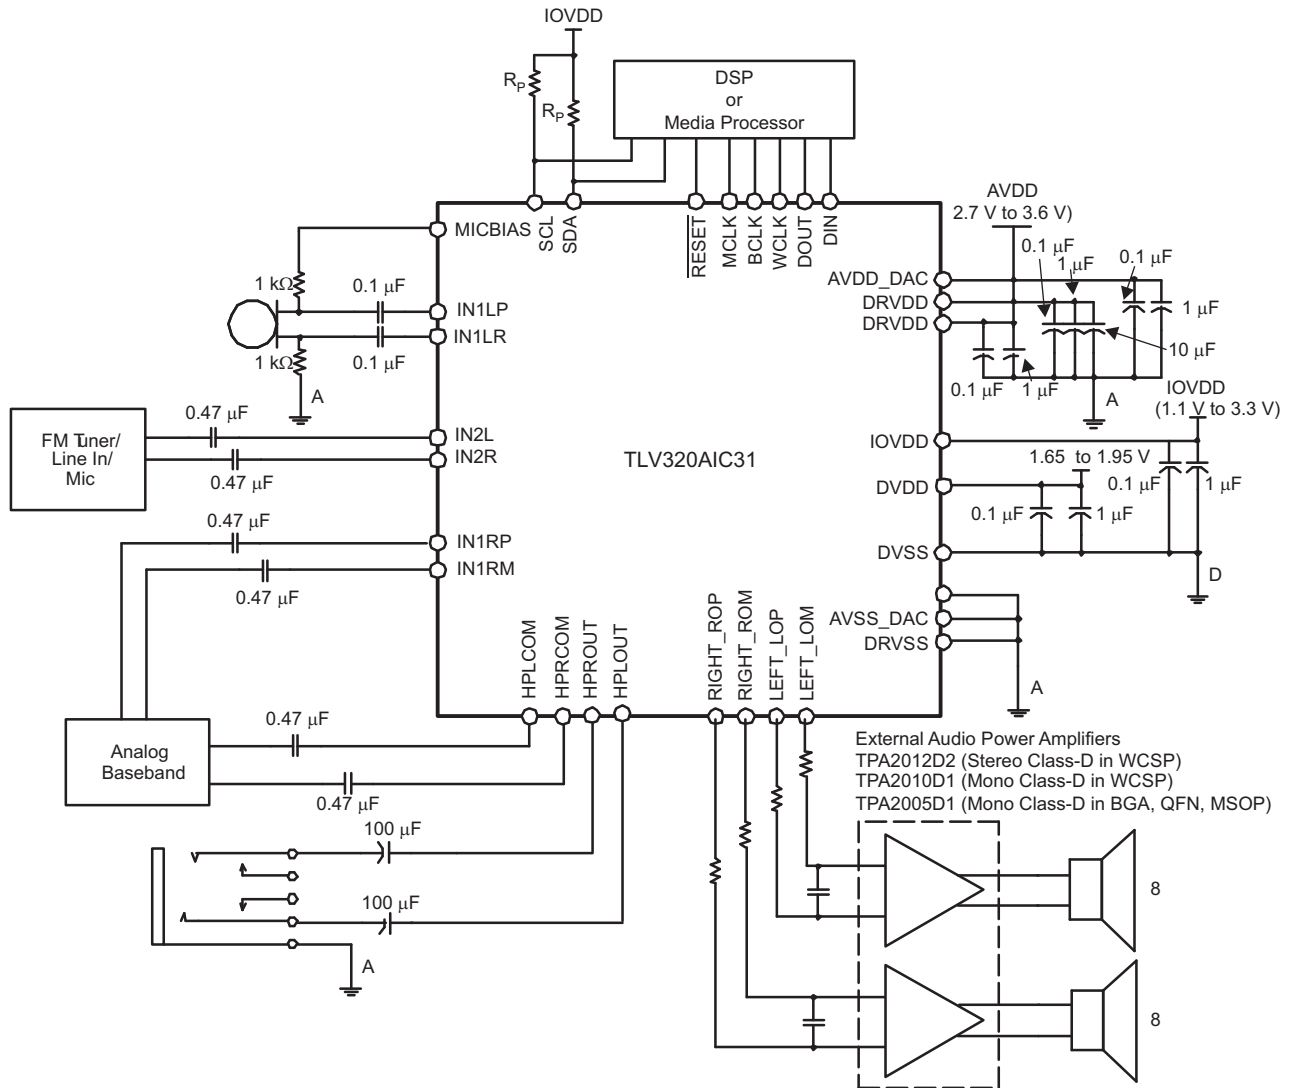 IOVDD
R_P
R_P
DSP
or
Media Processor
AVDD
2.7 V to 3.6 V)
MICBIAS
SCL
SDA
RESET
MCLK
BCLK
WCLK
DOUT
DIN
0.1 μF
1 μF
0.1 μF
AVDD_DAC
DRVDD
DRVDD
1 μF
10 μF
0.1 μF
1 μF
A
1 kΩ
0.1 μF
IN1LP
IN1LR
1 kΩ
0.1 μF
A
IOVDD
(1.1 V to 3.3 V)
0.47 μF
FM Tuner/
Line In/
Mic
IN2L
IN2R
0.47 μF
TLV320AIC31
IOVDD
1.65 to 1.95 V
DVDD
0.1 μF
1 μF
0.1 μF
1 μF
0.47 μF
IN1RP
IN1RM
0.47 μF
DVSS
D
AVSS_DAC
DRVSS
A
HPLCOM
HPRCOM
HPROUT
HPLOUT
RIGHT_ROP
RIGHT_ROM
LEFT_LOP
LEFT_LOM
Analog
Baseband
0.47 μF
0.47 μF
External Audio Power Amplifiers
TPA2012D2 (Stereo Class-D in WCSP)
TPA2010D1 (Mono Class-D in WCSP)
TPA2005D1 (Mono Class-D in BGA, QFN, MSOP)
100 μF
100 μF
A
8
8